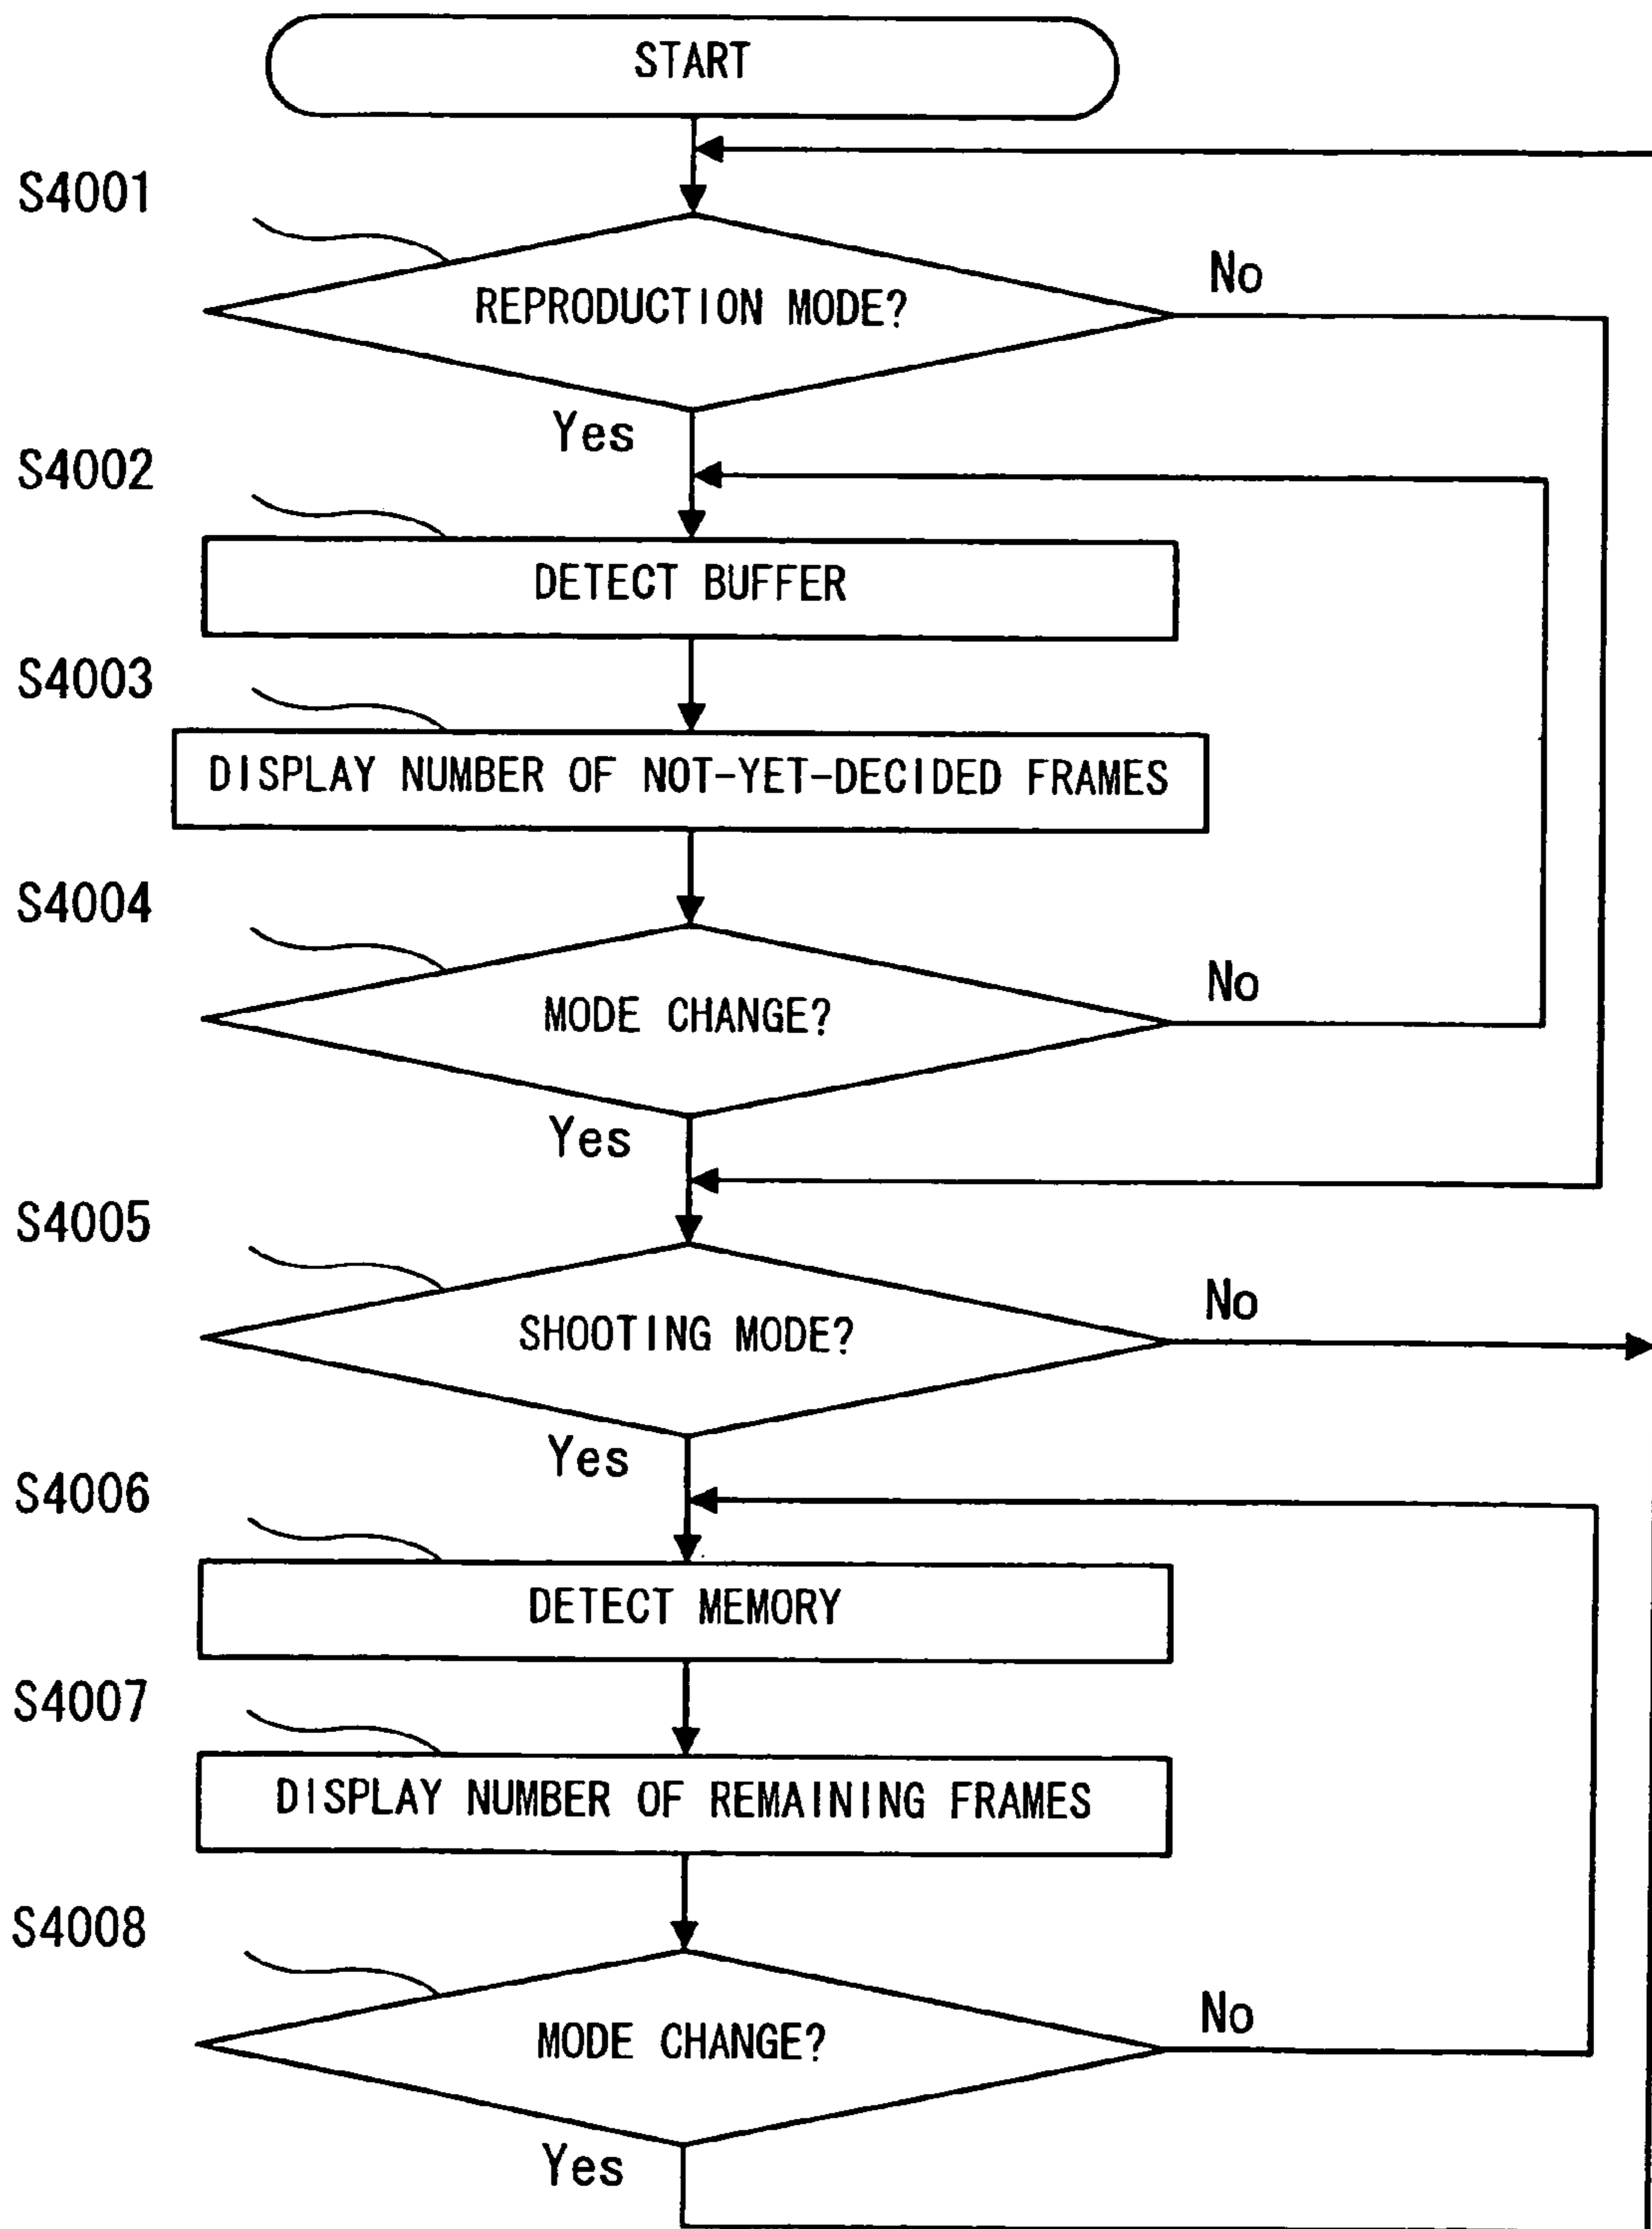 START
S4001
REPRODUCTION MODE?
No
Yes
S4002
DETECT BUFFER
S4003
DISPLAY NUMBER OF NOT-YET-DECIDED FRAMES
S4004
MODE CHANGE?
No
Yes
S4005
SHOOTING MODE?
No
Yes
S4006
DETECT MEMORY
S4007
DISPLAY NUMBER OF REMAINING FRAMES
S4008
MODE CHANGE?
No
Yes